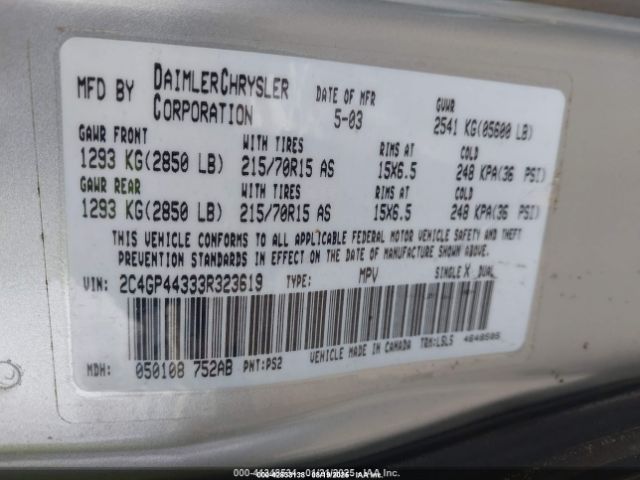 MFD BY DAIMLERCHRYSLER CORPORATION DATE OF MFR 5-03 GVWR 2541 KG(05600 LB)
GAWR FRONT WITH TIRES RIMS AT COLD
1293 KG(2850 LB) 215/70R15 AS 15X6.5 248 KPA(36 PSI)
GAWR REAR WITH TIRES RIMS AT COLD
1293 KG(2850 LB) 215/70R15 AS 15X6.5 248 KPA(36 PSI)
THIS VEHICLE CONFORMS TO ALL APPLICABLE FEDERAL MOTOR VEHICLE SAFETY AND THEFT
PREVENTION STANDARDS IN EFFECT ON THE DATE OF MANUFACTURE SHOWN ABOVE.
VIN: 2C4GP44333R323619 TYPE: MPV SINGLE X DUAL
MDH: 050108 752AB PNT:PS2 VEHICLE MADE IN CANADA TRM:LSL5